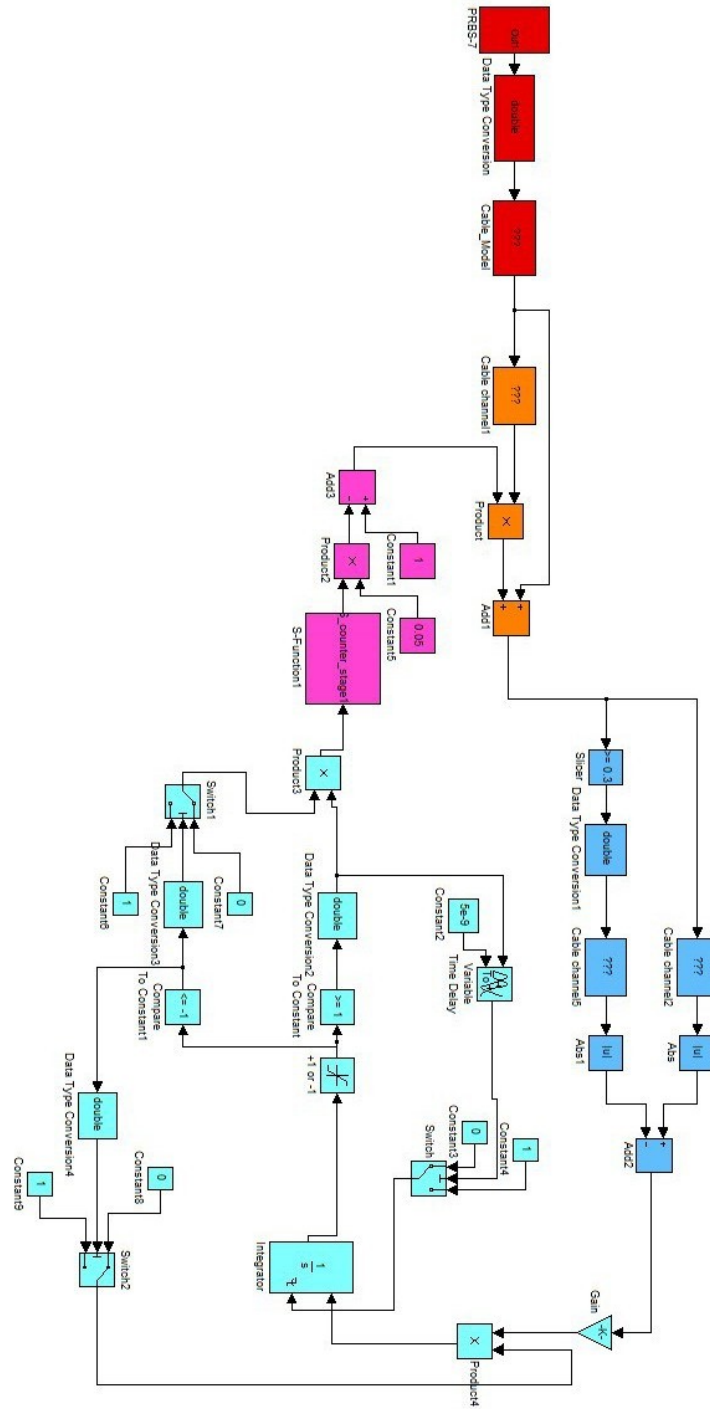 out
PRBS-7
double
Data Type Conversion
???
Cable_Model
???
Cable channel1
×
Product
+
+
Add1
+
-
Add3
1
Constant1
×
Product2
0.05
Constant5
S_counter_stage1
S-Function1
>= 0.3
Slicer
double
Data Type
Conversion1
???
Cable channel5
|u|
Abs1
???
Cable channel2
|u|
Abs
+
-
Add2
-K-
Gain
×
Product3
Switch1
0
Constant7
1
Constant6
double
Data Type
Conversion3
double
Data Type
Conversion2
>= 1
Compare
To Constant
<= -1
Compare
To Constant1
+1 or -1
5e-9
Constant2
To
Variable
Time Delay
0
Constant3
1
Constant4
Switch
1
s
Integrator
×
Product4
double
Data Type
Conversion4
0
Constant8
1
Constant9
Switch2